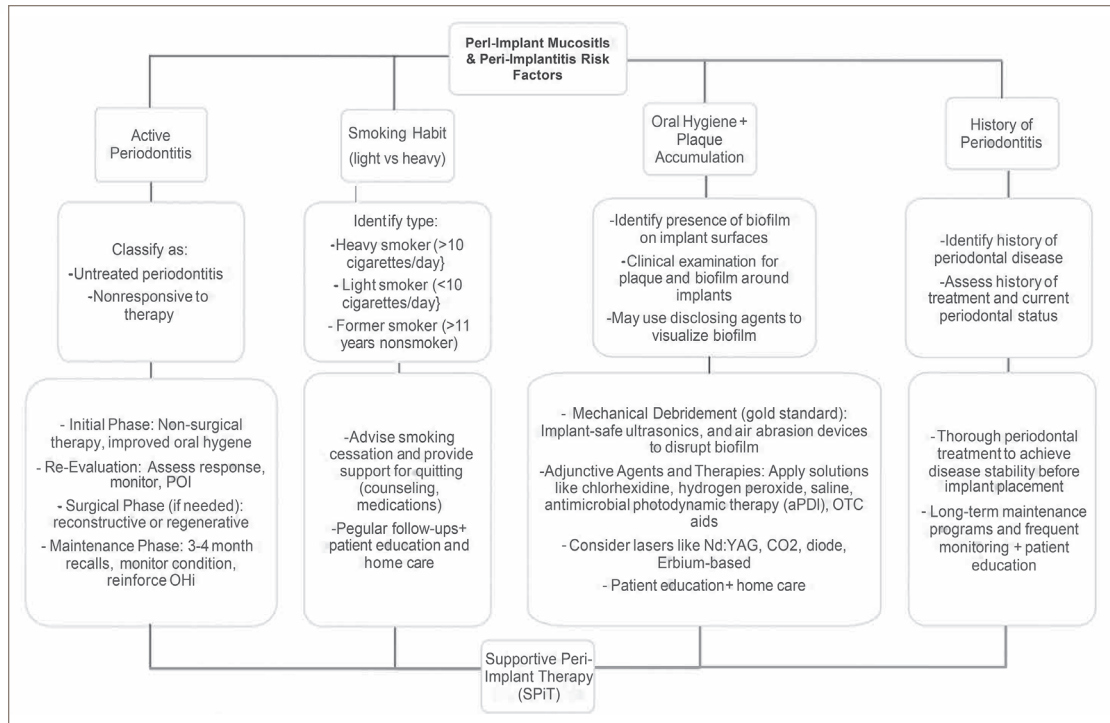 Perl-Implant Mucositls
& Peri-Implantitis Risk
Factors
Active
Periodontitis
Smoking Habit
(light vs heavy)
Oral Hygiene +
Plaque
Accumulation
History of
Periodontitis
Classify as:
-Untreated periodontitis
-Nonresponsive to
therapy
Identify type:
-Heavy smoker (>10
cigarettes/day}
- Light smoker (<10
cigarettes/day}
- Former smoker (>11
years nonsmoker)
-Identify presence of biofilm
on implant surfaces
-Clinical examination for
plaque and biofilm around
implants
-May use disclosing agents to
visualize biofilm
-Identify history of
periodontal disease
-Assess history of
treatment and current
periodontal status
- Initial Phase: Non-surgical
therapy, improved oral hygene
- Re-Evaluation: Assess response,
monitor, POI
- Surgical Phase (if needed):
reconstructive or regenerative
- Maintenance Phase: 3-4 month
recalls, monitor condition,
reinforce OHi
-Advise smoking
cessation and provide
support for quitting
(counseling,
medications)
-Pegular follow-ups+
patient education and
home care
- Mechanical Debridement (gold standard):
Implant-safe ultrasonics, and air abrasion devices
to disrupt biofilm
-Adjunctive Agents and Therapies: Apply solutions
like chlorhexidine, hydrogen peroxide, saline,
antimicrobial photodynamic therapy (aPDI), OTC
aids
- Consider lasers like Nd:YAG, CO2, diode,
Erbium-based
- Patient education+ home care
- Thorough periodontal
treatment to achieve
disease stability before
implant placement
- Long-term maintenance
programs and frequent
monitoring + patient
education
Supportive Peri-
Implant Therapy
(SPiT)